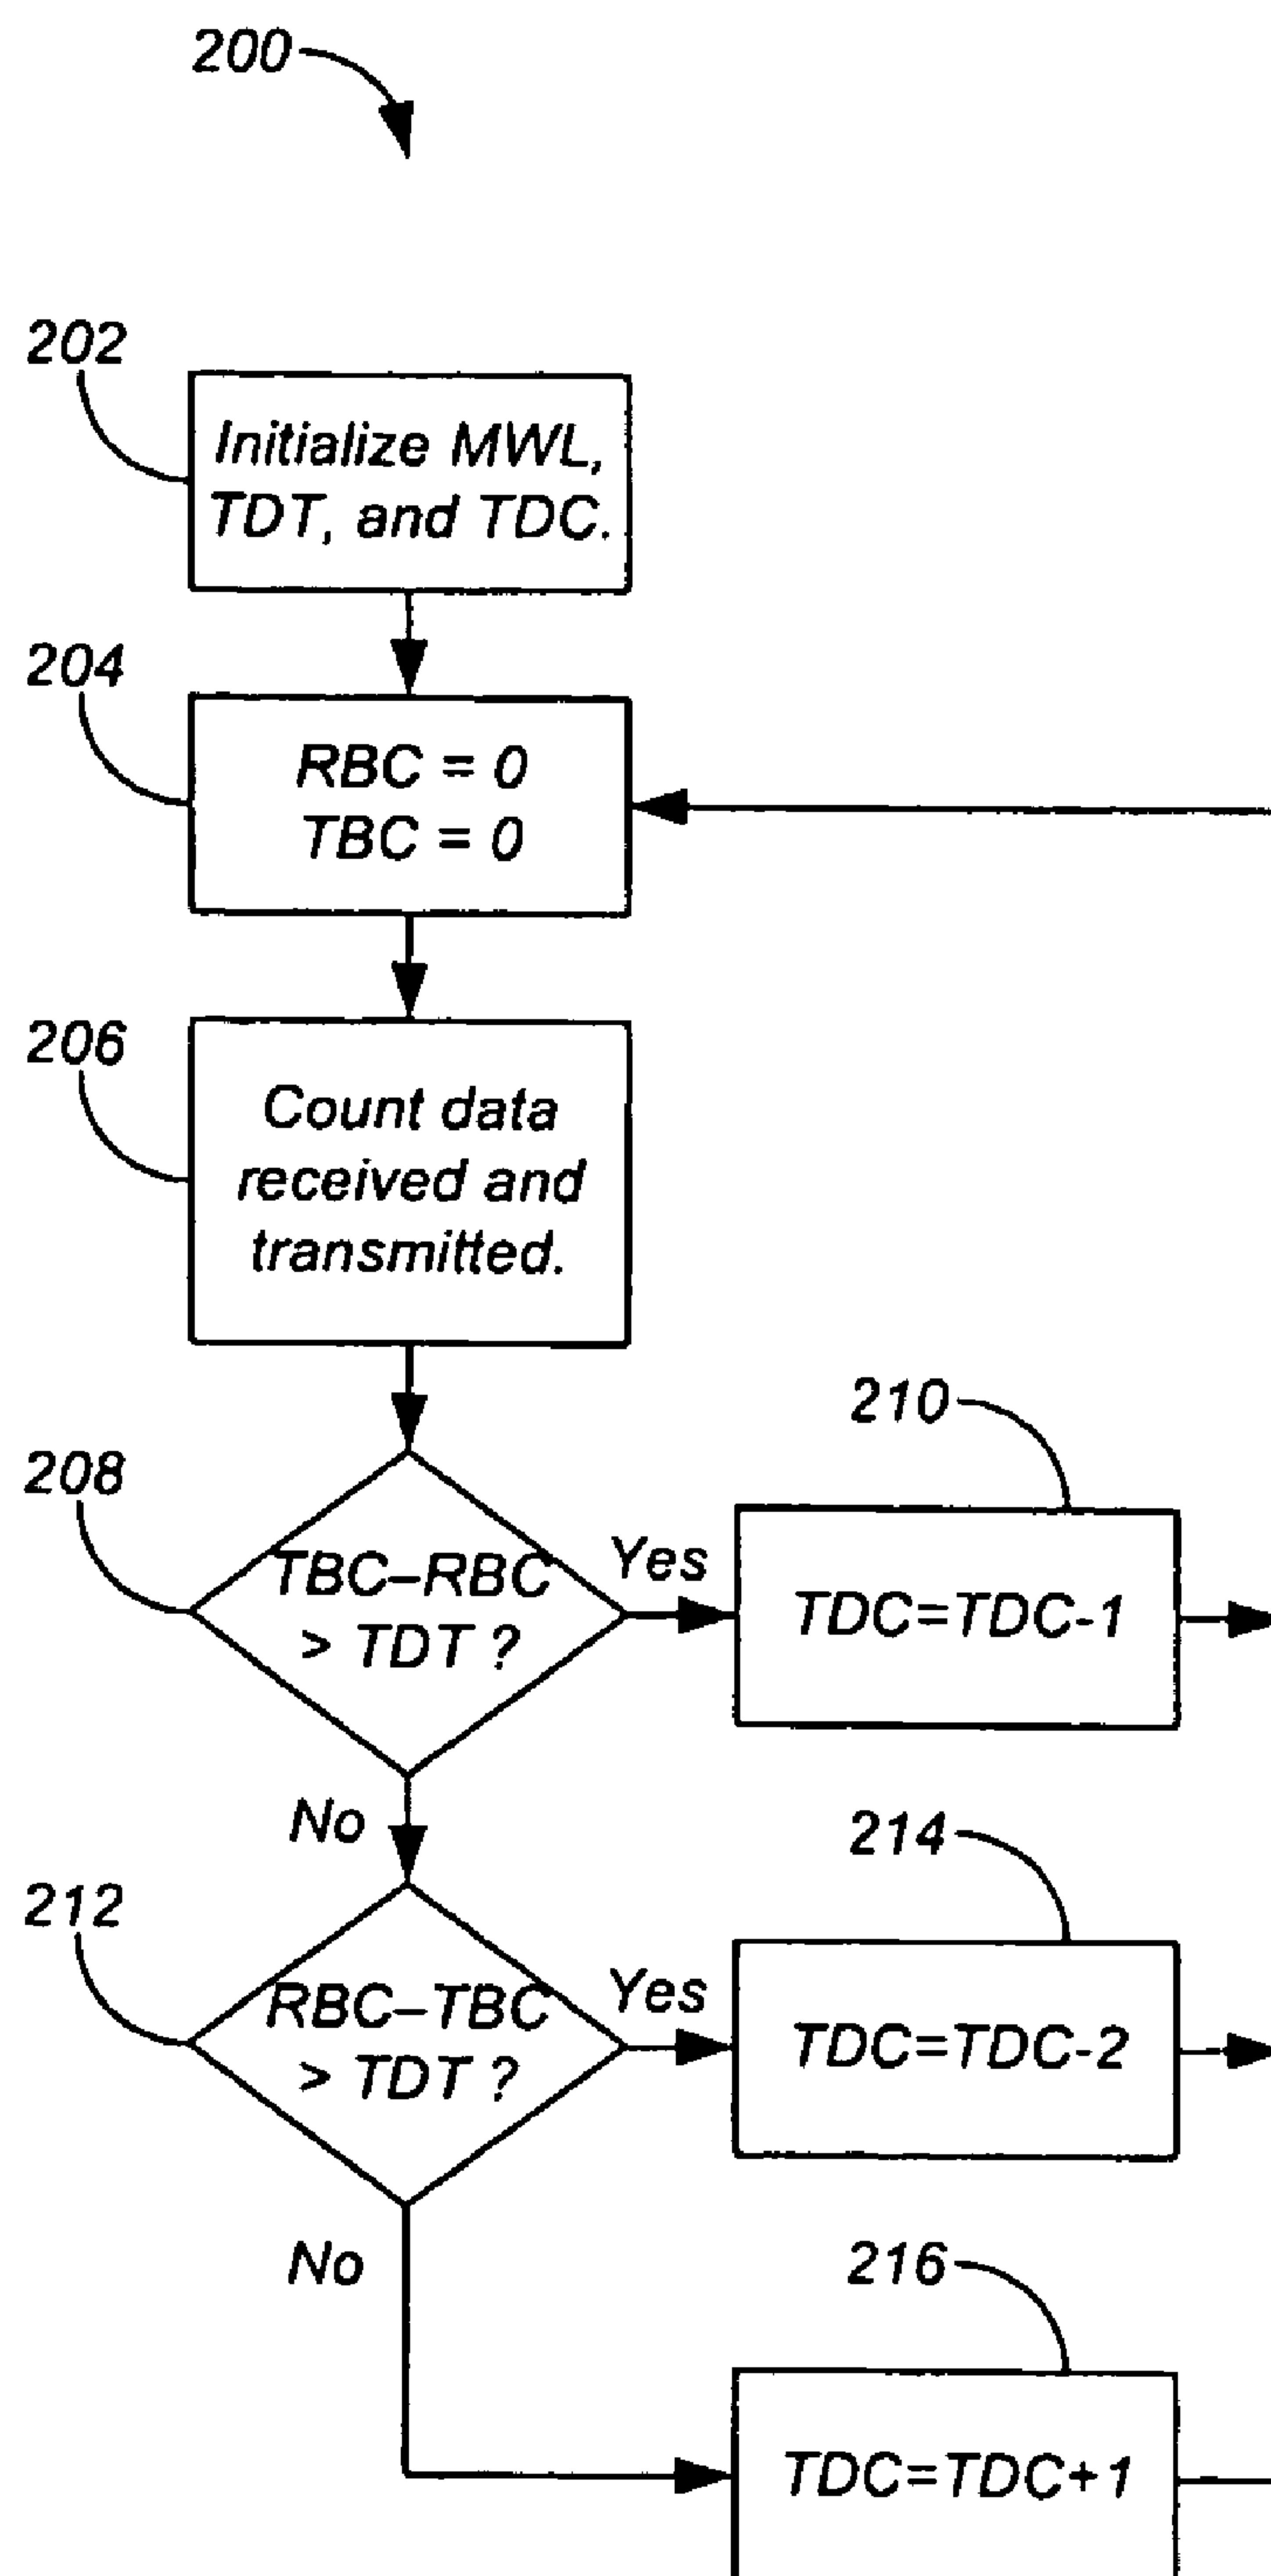 200
202
Initialize MWL,
TDT, and TDC.
204
RBC = 0
TBC = 0
206
Count data
received and
transmitted.
208
TBC–RBC
> TDT ?
Yes
210
TDC=TDC-1
No
212
RBC–TBC
> TDT ?
Yes
214
TDC=TDC-2
No
216
TDC=TDC+1